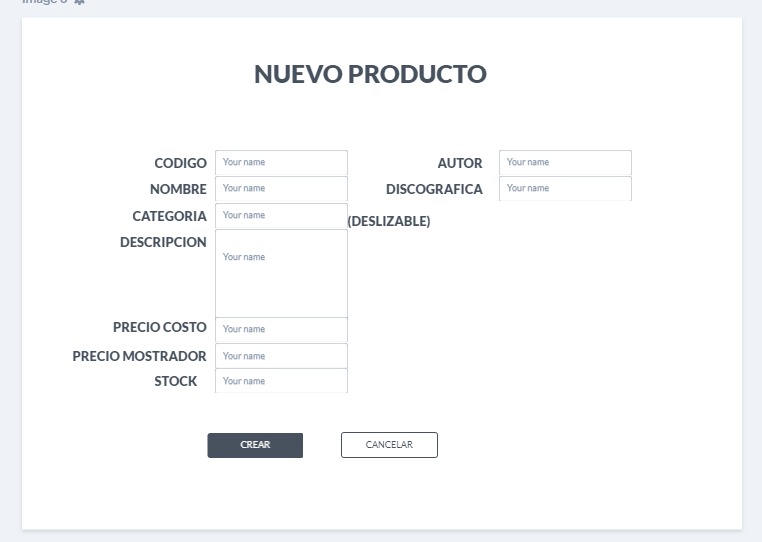 Image 6
NUEVO PRODUCTO
CODIGO Your name AUTOR Your name
NOMBRE Your name DISCOGRAFICA Your name
CATEGORIA Your name (DESLIZABLE)
DESCRIPCION
Your name
PRECIO COSTO Your name
PRECIO MOSTRADOR Your name
STOCK Your name
CREAR CANCELAR